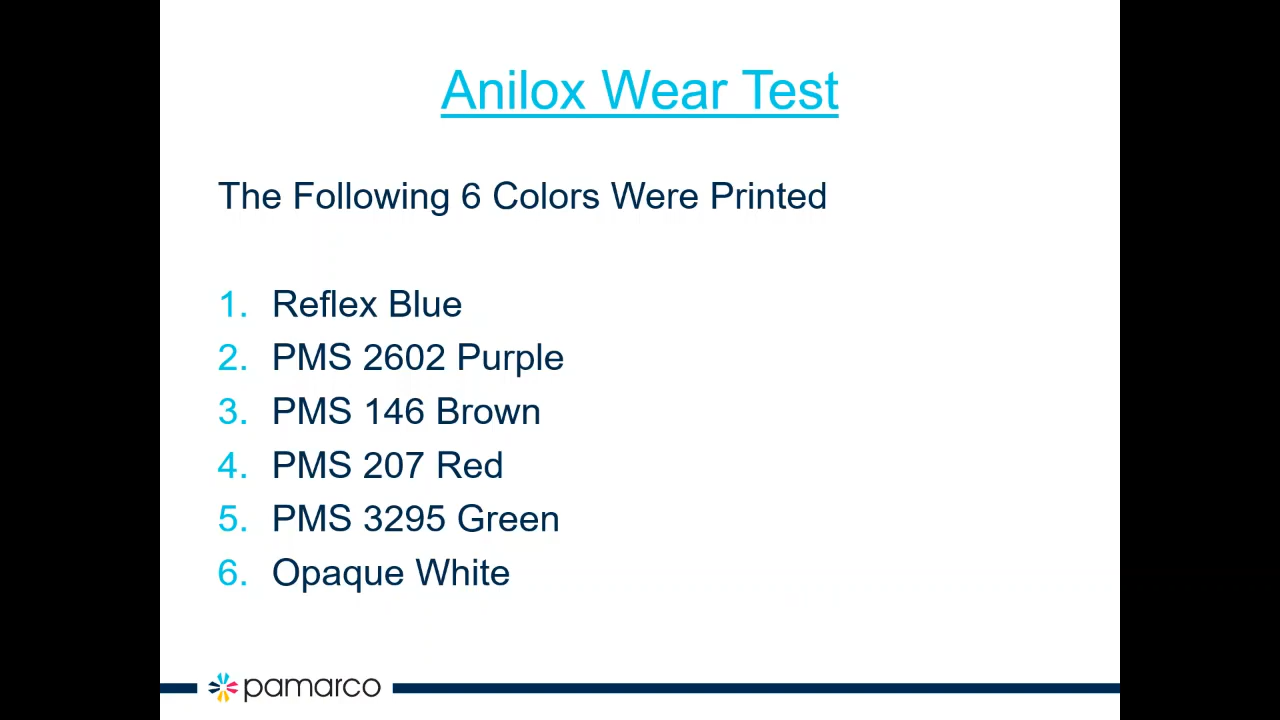 Anilox Wear Test
The Following 6 Colors Were Printed
1. Reflex Blue
2. PMS 2602 Purple
3. PMS 146 Brown
4. PMS 207 Red
5. PMS 3295 Green
6. Opaque White
pamarco